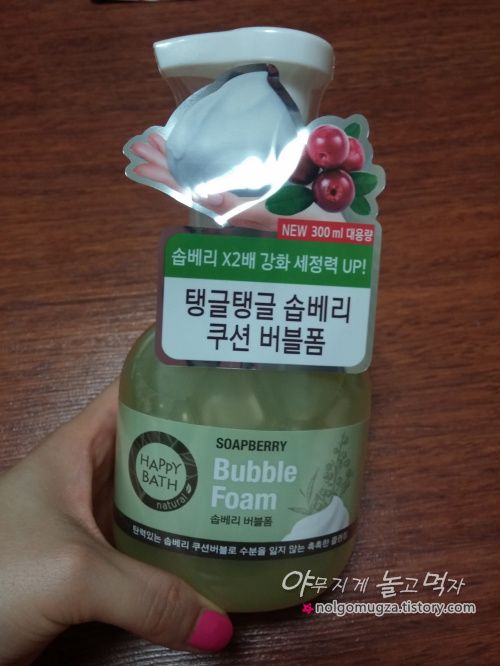 NEW 300 ml 대용량
솝베리 X2배 강화 세정력 UP!
탱글탱글 솝베리
쿠션 버블폼
SOAPBERRY
HAPPY
BATH
natural
Bubble
Foam
솝베리 버블폼
탄력있는 솝베리 쿠션버블로 수분을 잃지 않는 촉촉한 클렌징
야무지게 놀고먹자
nolgomugza.tistory.com